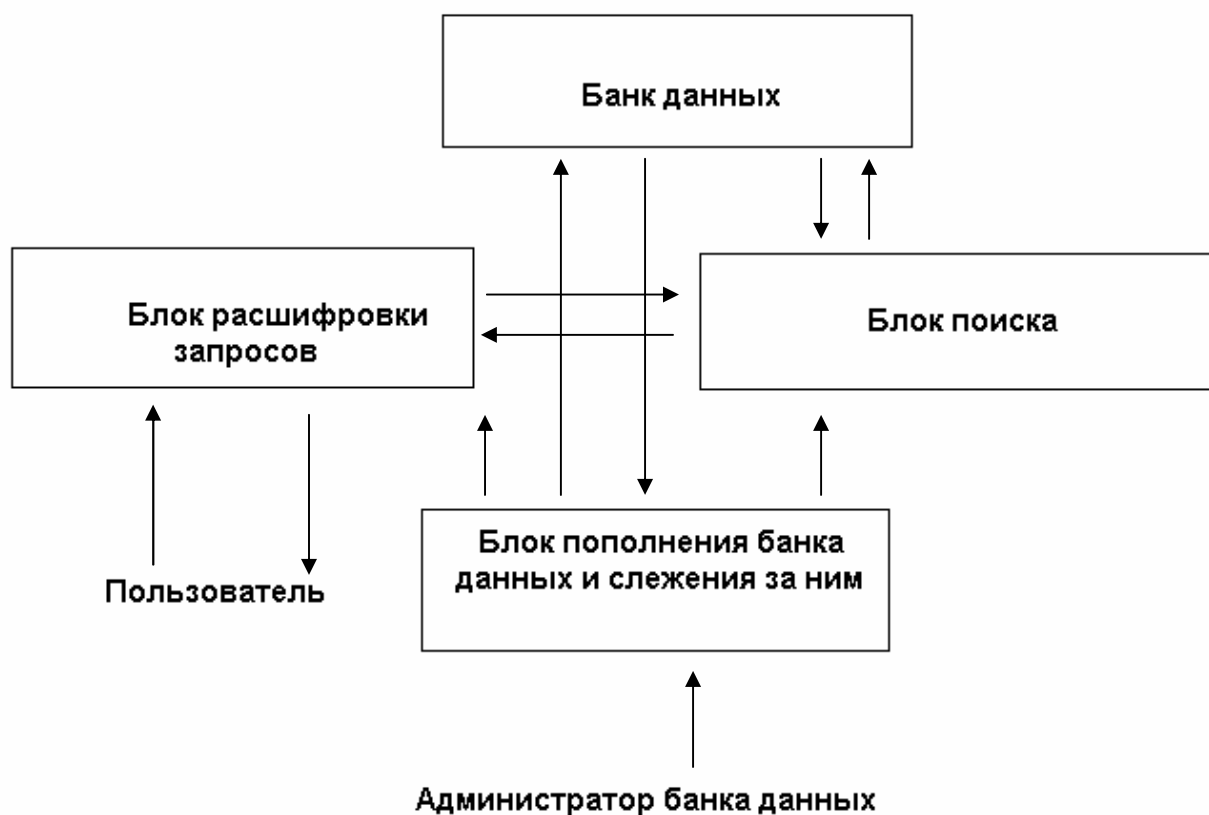 Банк данных
Блок расшифровки
запросов
Блок поиска
Блок пополнения банка
данных и слежения за ним
Пользователь
Администратор банка данных